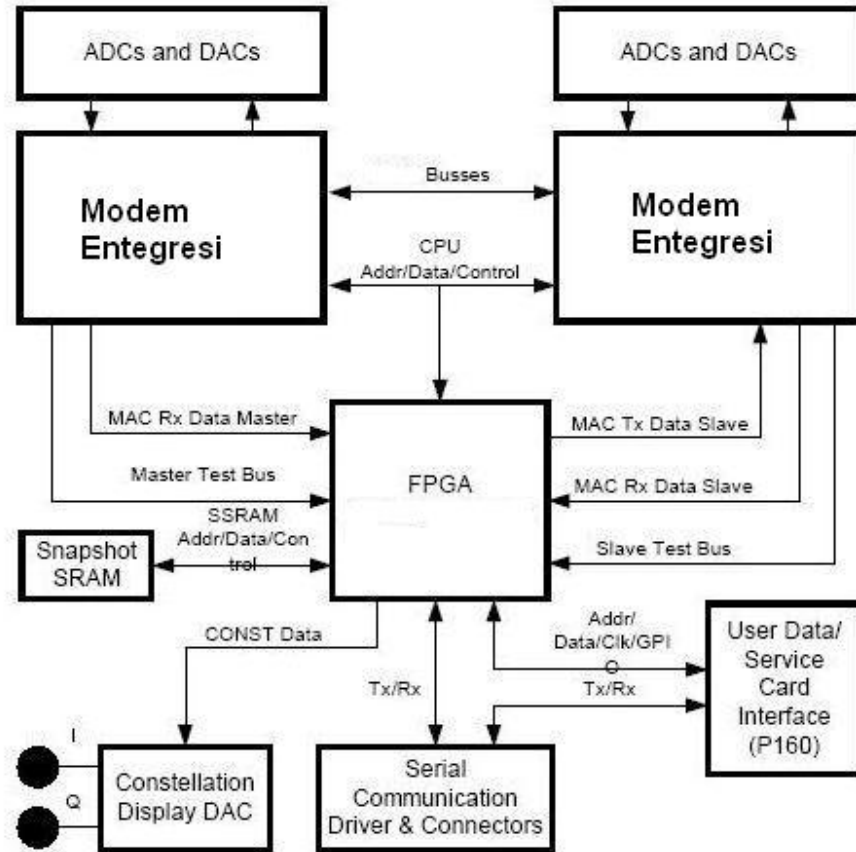 ADCs and DACs
ADCs and DACs
Modem
Entegresi
Busses
Modem
Entegresi
CPU
Addr/Data/Control
MAC Rx Data Master
MAC Tx Data Slave
FPGA
Master Test Bus
MAC Rx Data Slave
SSRAM
Addr/Data/Con
trol
Snapshot
SRAM
Slave Test Bus
CONST Data
Addr/
Data/Clk/GPI
O
Tx/Rx
Tx/Rx
User Data/
Service
Card
Interface
(P160)
I
Q
Constellation
Display DAC
Serial
Communication
Driver & Connectors